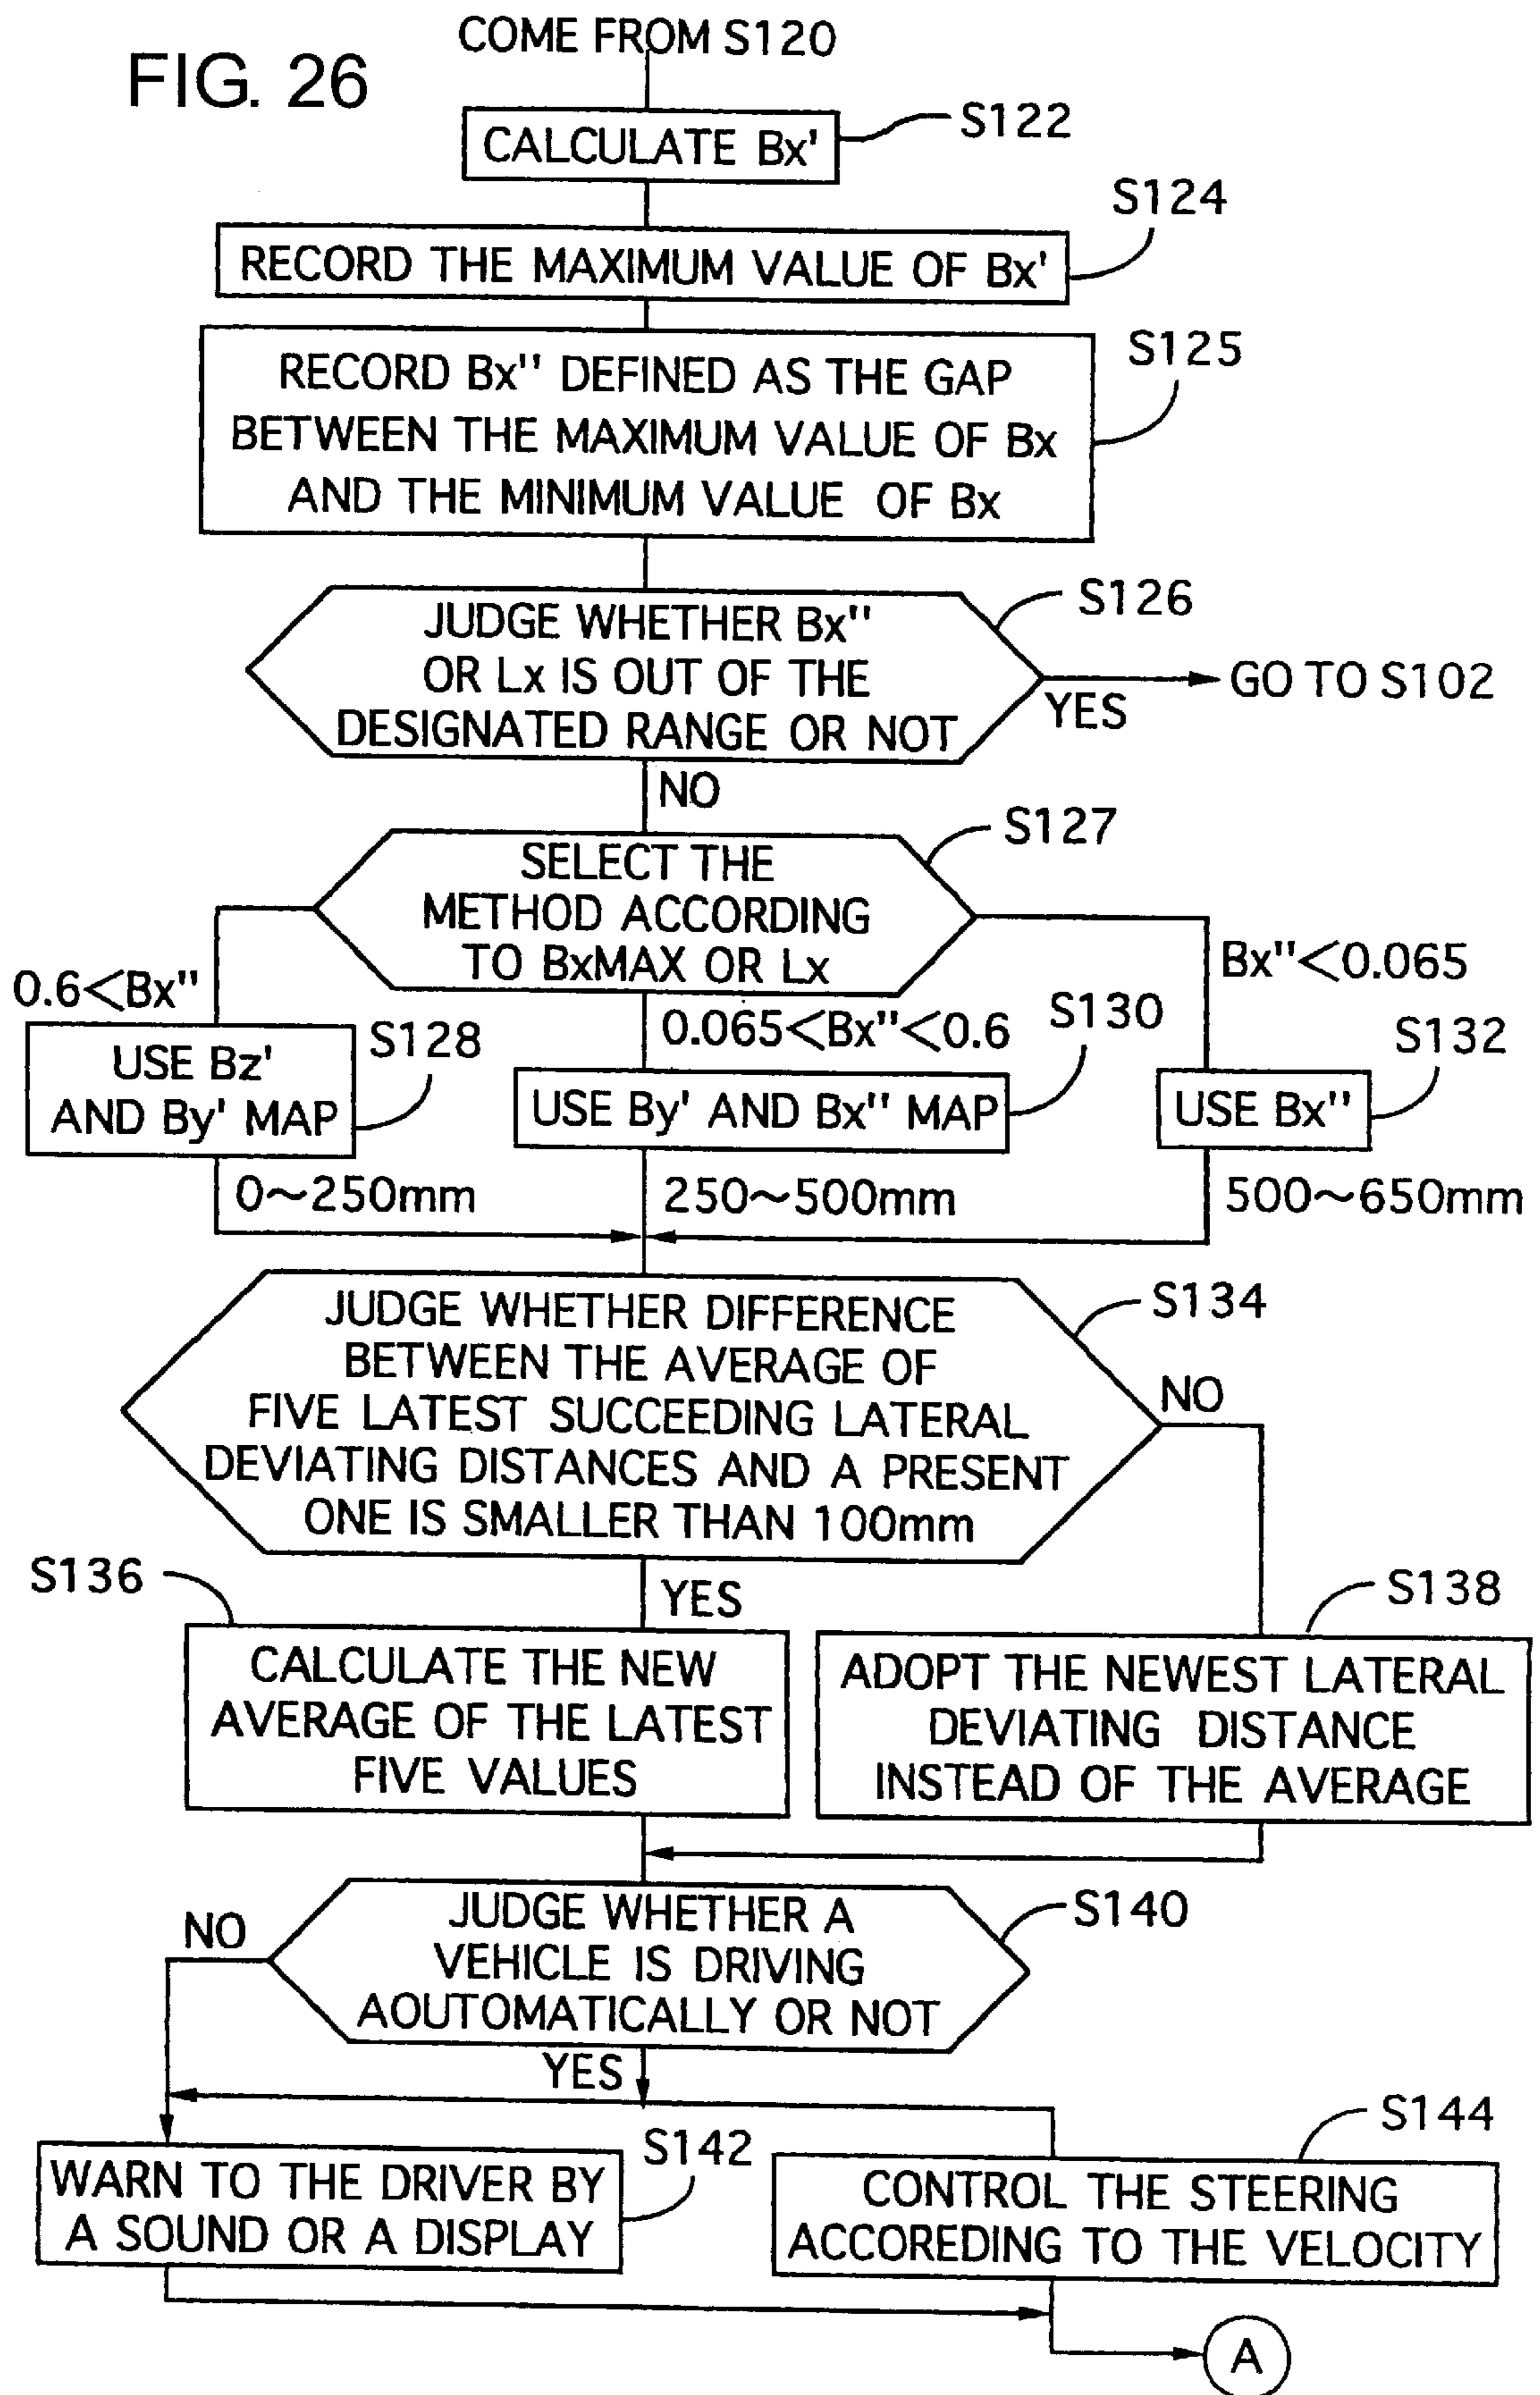 COME FROM S120
FIG. 26
CALCULATE Bx'
S122
S124
RECORD THE MAXIMUM VALUE OF Bx'
S125
RECORD Bx'' DEFINED AS THE GAP
BETWEEN THE MAXIMUM VALUE OF Bx
AND THE MINIMUM VALUE OF Bx
S126
JUDGE WHETHER Bx''
OR Lx IS OUT OF THE
DESIGNATED RANGE OR NOT
YES
GO TO S102
NO
S127
SELECT THE
METHOD ACCORDING
TO BxMAX OR Lx
0.6<Bx''
0.065<Bx''<0.6
Bx''<0.065
S128
USE Bz'
AND By' MAP
S130
USE By' AND Bx'' MAP
S132
USE Bx''
0~250mm
250~500mm
500~650mm
S134
JUDGE WHETHER DIFFERENCE
BETWEEN THE AVERAGE OF
FIVE LATEST SUCCEEDING LATERAL
DEVIATING DISTANCES AND A PRESENT
ONE IS SMALLER THAN 100mm
NO
YES
S136
CALCULATE THE NEW
AVERAGE OF THE LATEST
FIVE VALUES
S138
ADOPT THE NEWEST LATERAL
DEVIATING DISTANCE
INSTEAD OF THE AVERAGE
S140
JUDGE WHETHER A
VEHICLE IS DRIVING
AOUTOMATICALLY OR NOT
NO
YES
S142
WARN TO THE DRIVER BY
A SOUND OR A DISPLAY
S144
CONTROL THE STEERING
ACCOREDING TO THE VELOCITY
A